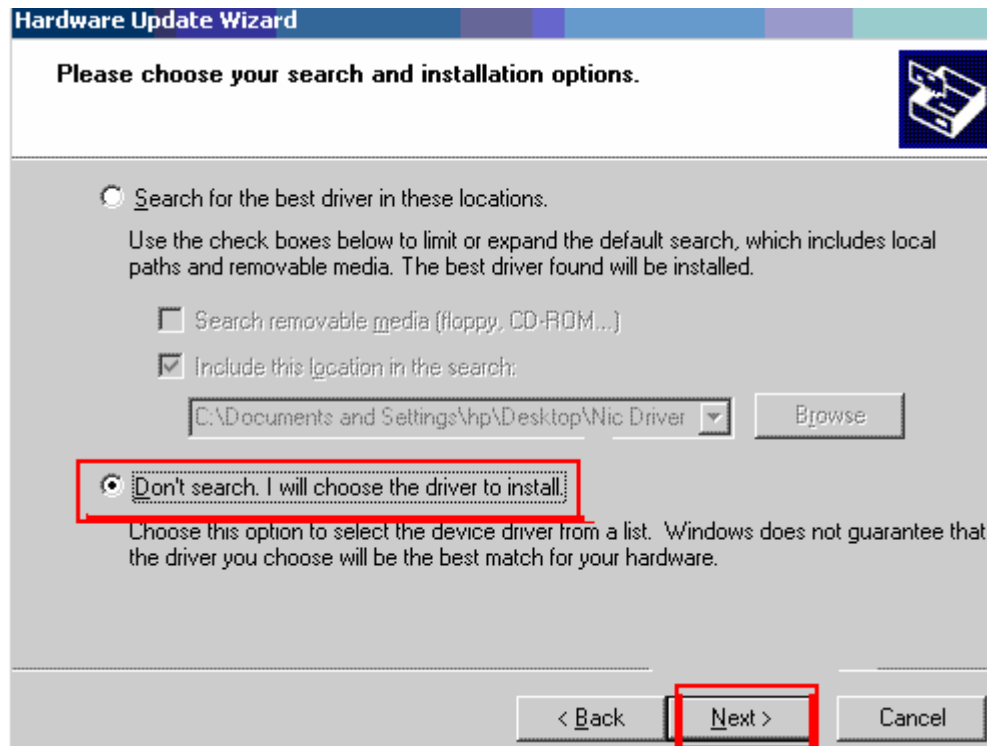 Hardware Update Wizard
Please choose your search and installation options.
Search for the best driver in these locations.
Use the check boxes below to limit or expand the default search, which includes local
paths and removable media. The best driver found will be installed.
Search removable media (floppy, CD-ROM...)
Include this location in the search:
C:\Documents and Settings\hp\Desktop\Nic Driver
Browse
Don't search. I will choose the driver to install.
Choose this option to select the device driver from a list. Windows does not guarantee that
the driver you choose will be the best match for your hardware.
< Back
Next >
Cancel